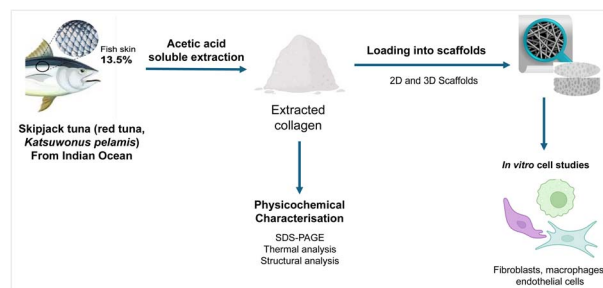 Fish skin
13.5%
Skipjack tuna (red tuna,
Katsuwonus pelamis)
From Indian Ocean
Acetic acid
soluble extraction
Extracted
collagen
Loading into scaffolds
2D and 3D Scaffolds
Physicochemical
Characterisation
SDS-PAGE
Thermal analysis
Structural analysis
In vitro cell studies
Fibroblasts, macrophages,
endothelial cells